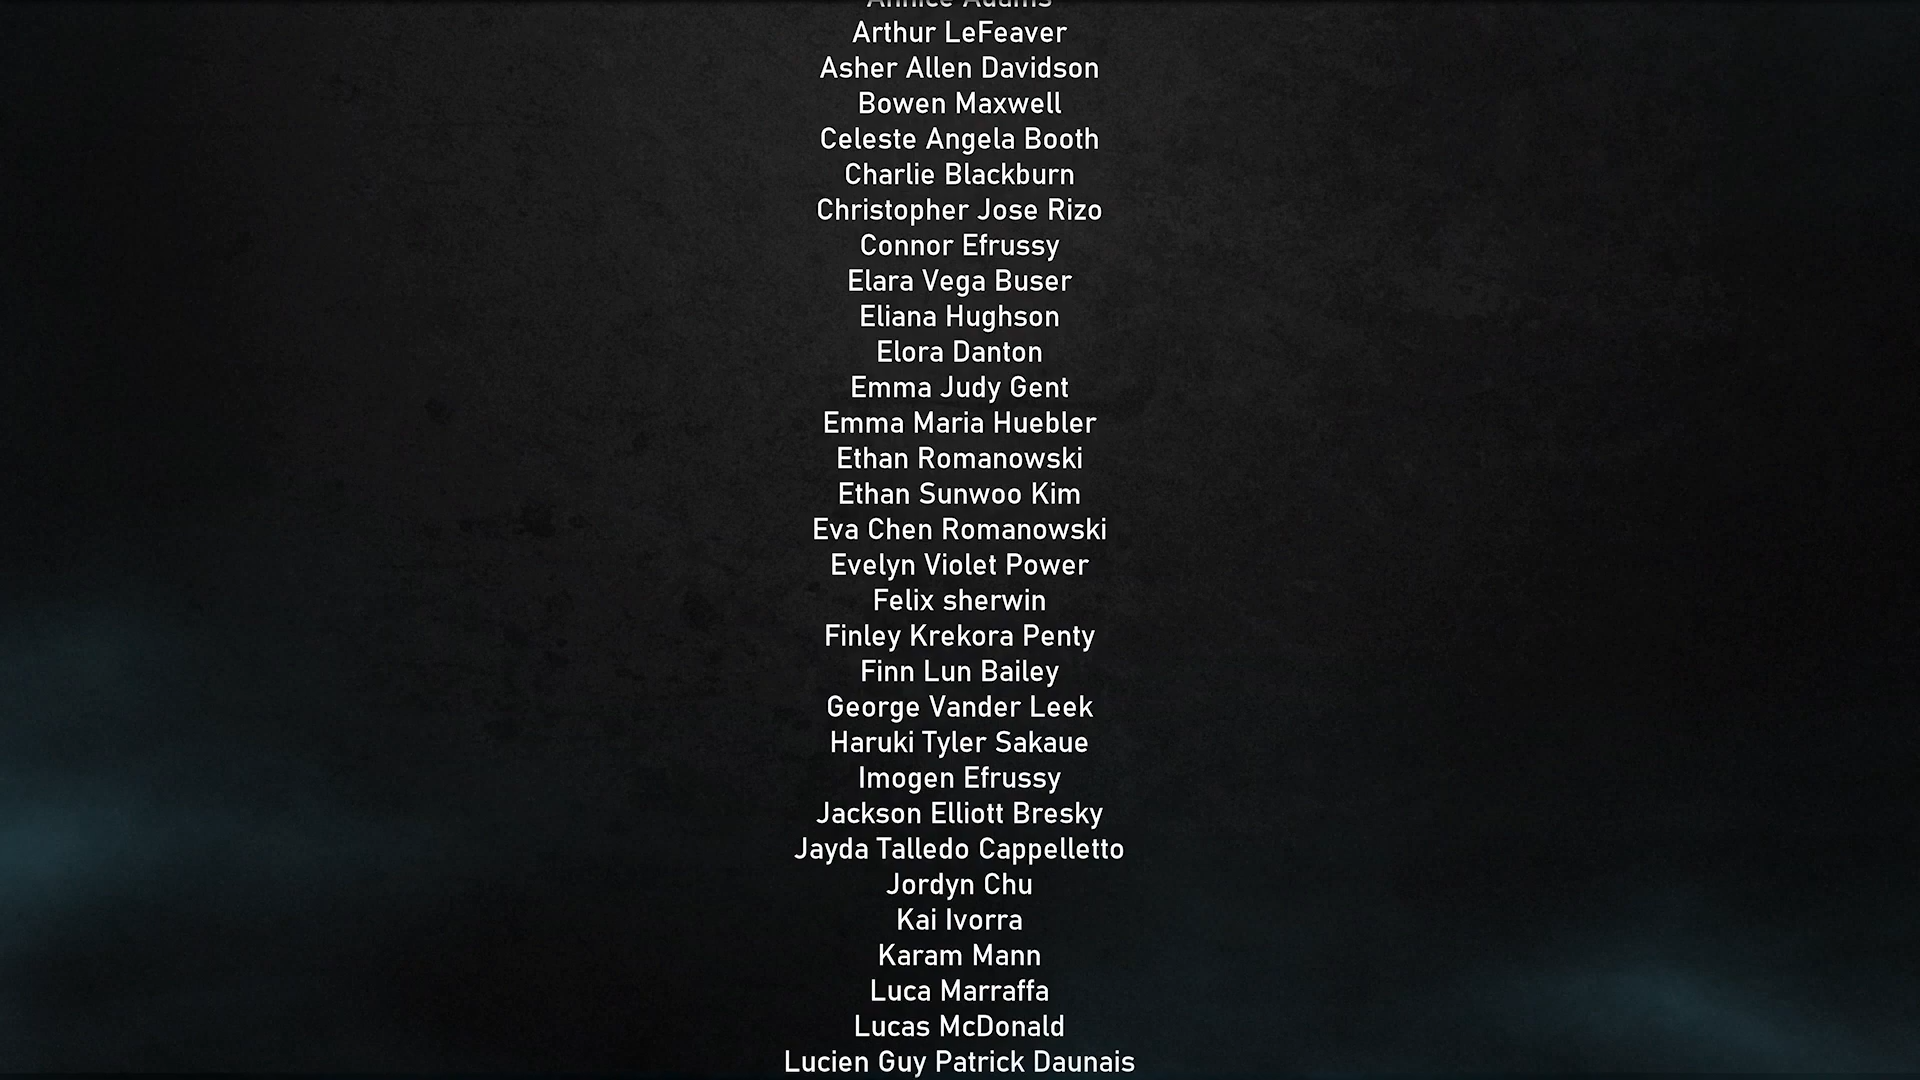 Annice Adams
Arthur LeFeaver
Asher Allen Davidson
Bowen Maxwell
Celeste Angela Booth
Charlie Blackburn
Christopher Jose Rizo
Connor Efrussy
Elara Vega Buser
Eliana Hughson
Elora Danton
Emma Judy Gent
Emma Maria Huebler
Ethan Romanowski
Ethan Sunwoo Kim
Eva Chen Romanowski
Evelyn Violet Power
Felix sherwin
Finley Krekora Penty
Finn Lun Bailey
George Vander Leek
Haruki Tyler Sakaue
Imogen Efrussy
Jackson Elliott Bresky
Jayda Talledo Cappelletto
Jordyn Chu
Kai Ivorra
Karam Mann
Luca Marraffa
Lucas McDonald
Lucien Guy Patrick Daunais